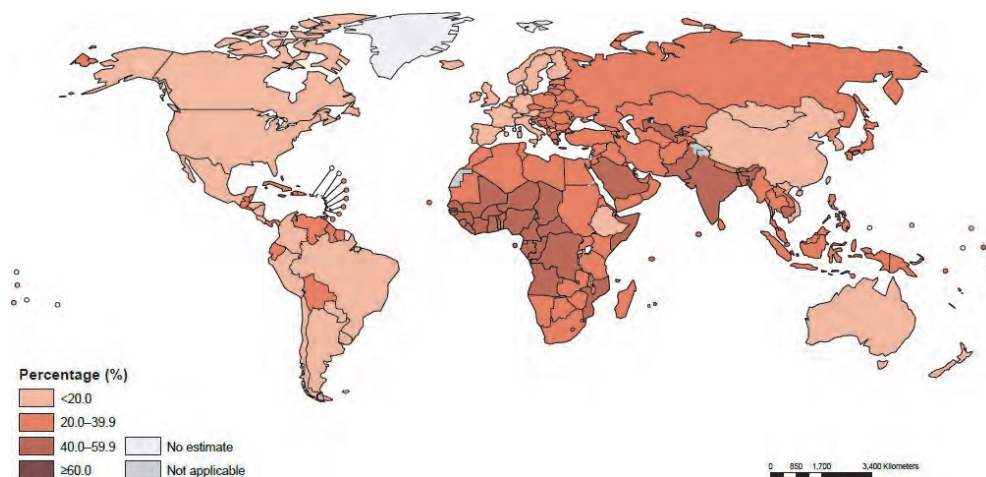 Percentage (%)
<20.0
20.0–39.9
40.0–59.9
≥60.0
No estimate
Not applicable
0 850 1,700 3,400 Kilometers